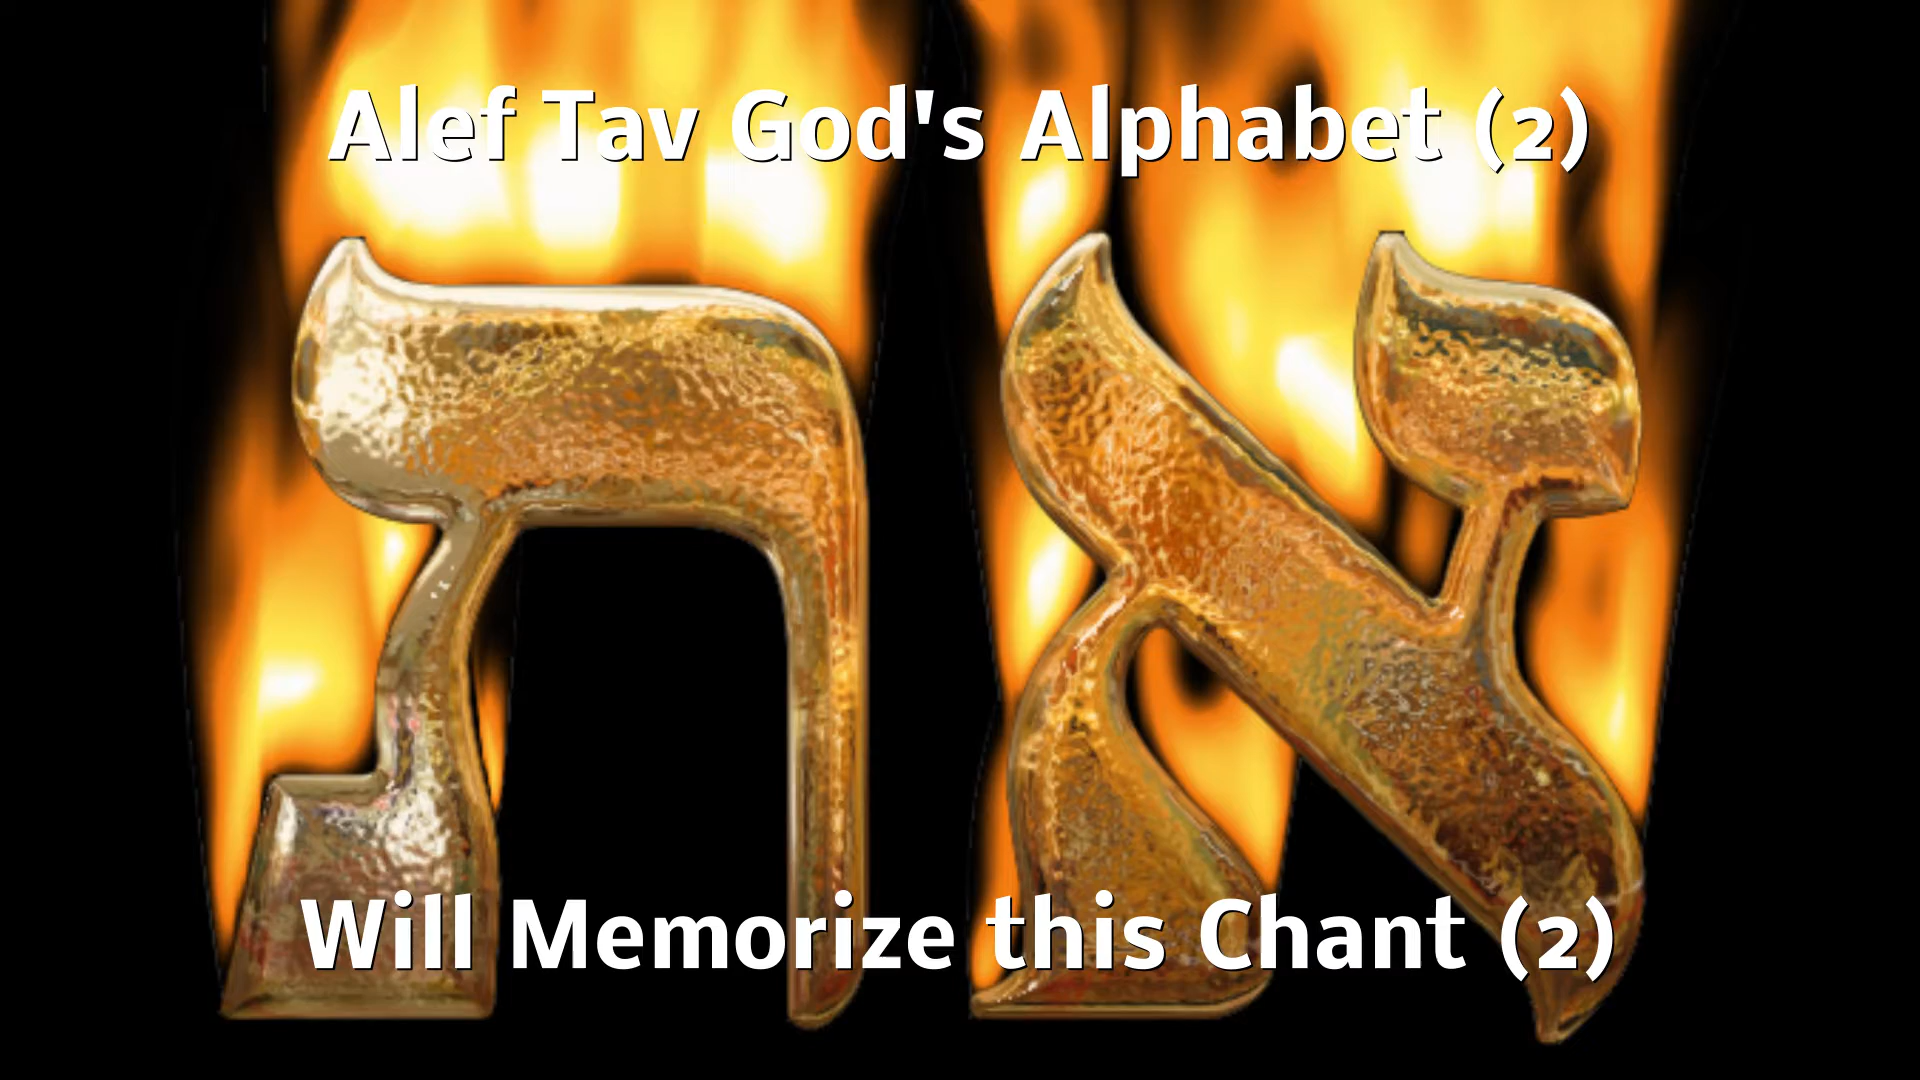 Alef Tav God's Alphabet (2)
את
Will Memorize this Chant (2)